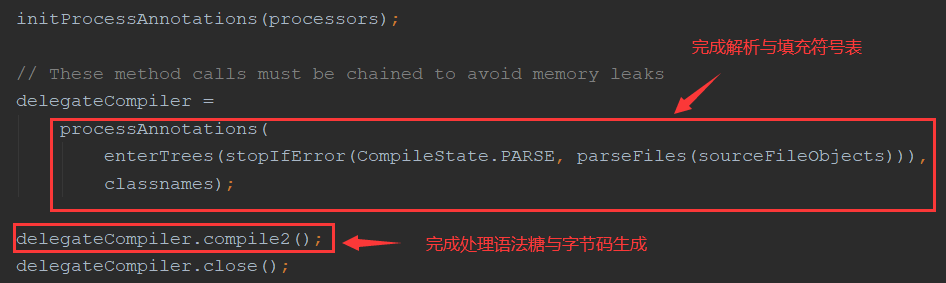 initProcessAnnotations(processors);
完成解析与填充符号表
// These method calls must be chained to avoid memory leaks
delegateCompiler =
processAnnotations(
enterTrees(stopIfError(CompileState.PARSE, parseFiles(sourceFileObjects))),
classnames);
delegateCompiler.compile2();
完成处理语法糖与字节码生成
delegateCompiler.close();